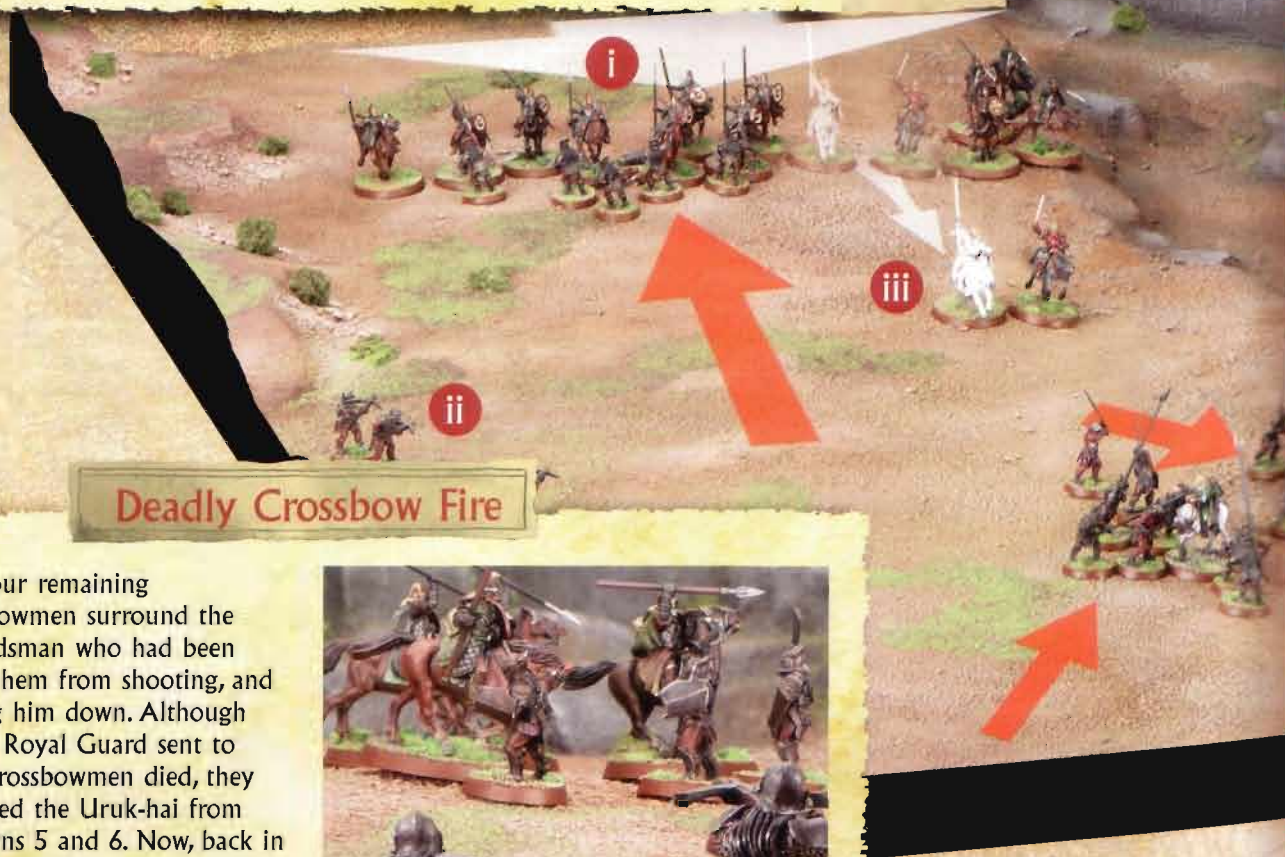 i
iii
ii
Deadly Crossbow Fire
our remaining
owmen surround the
dsman who had been
hem from shooting, and
g him down. Although
Royal Guard sent to
rossbowmen died, they
ed the Uruk-hai from
ns 5 and 6. Now, back in